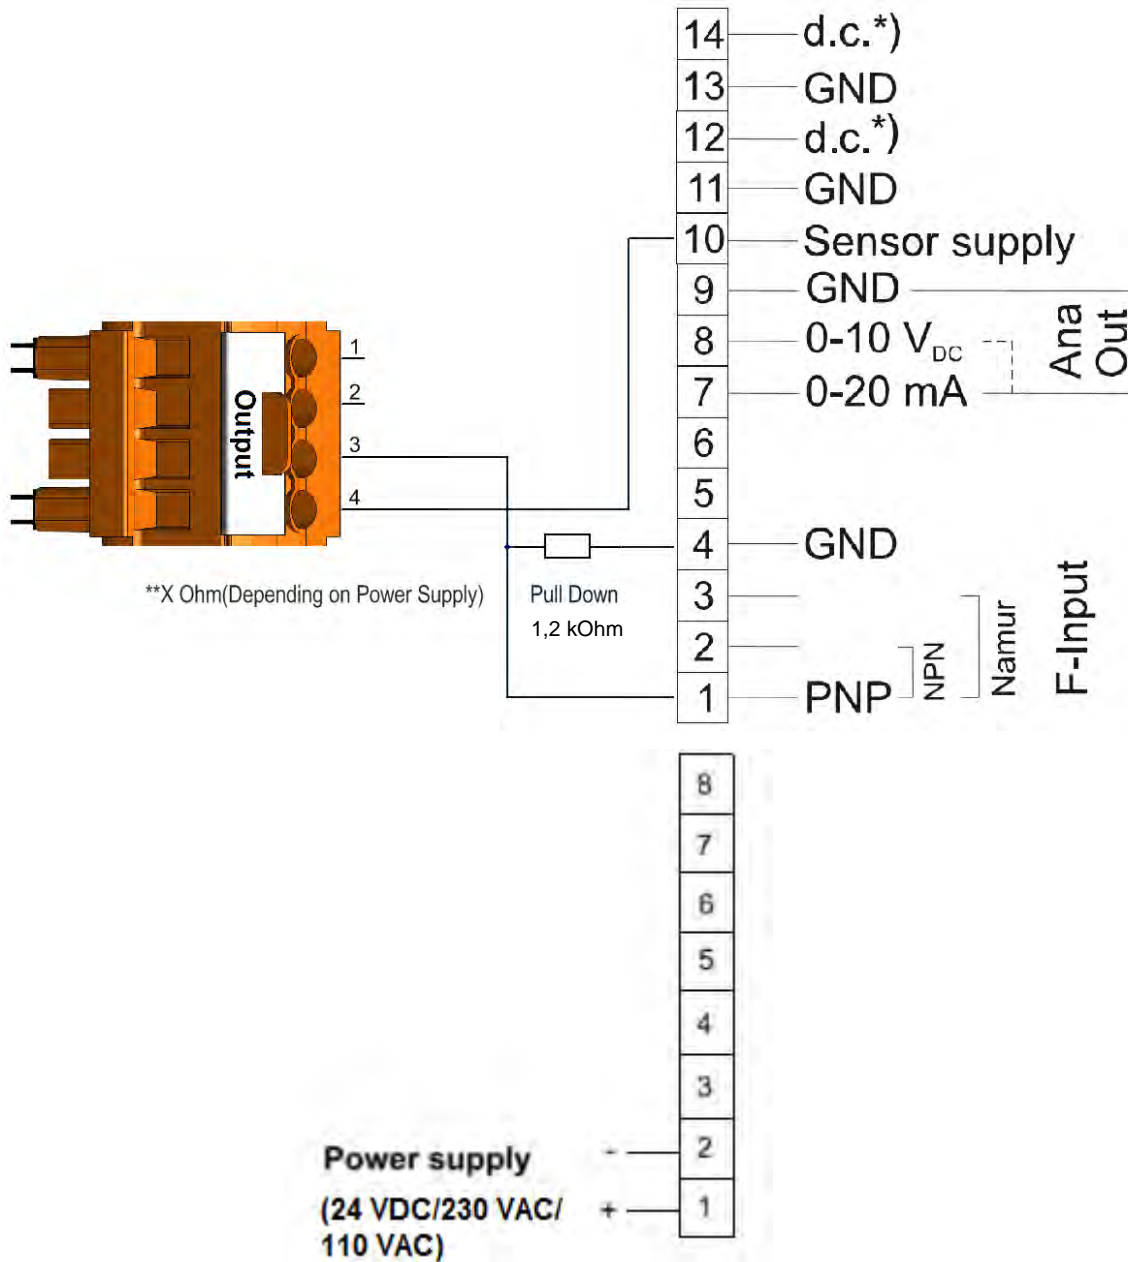 14 d.c.*)
13 GND
12 d.c.*)
11 GND
10 Sensor supply
9 GND
8 0-10 VDC
7 0-20 mA
Ana
Out
6
5
4 GND
3
2
1 PNP
NPN
Namur
F-Input
Output
1
2
3
4
**X Ohm(Depending on Power Supply)
Pull Down
1,2 kOhm
8
7
6
5
4
3
Power supply - 2
(24 VDC/230 VAC/ + 1
110 VAC)